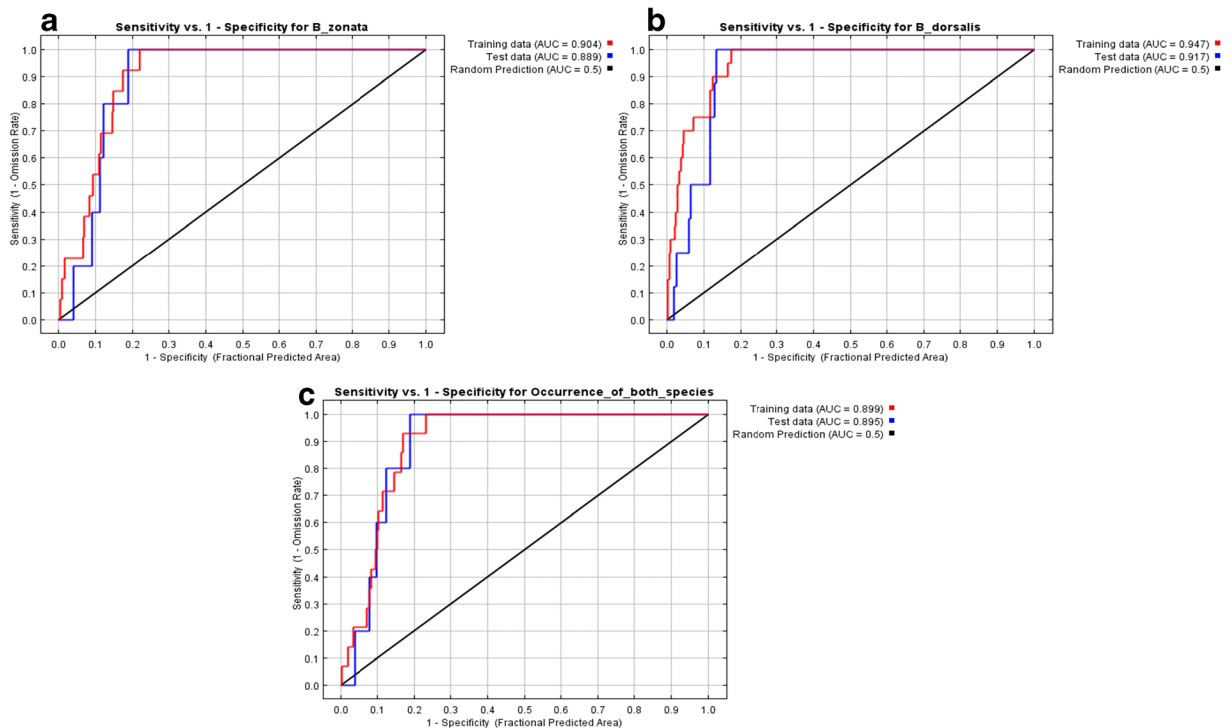 a
Sensitivity vs. 1 - Specificity for B_zonata
Training data (AUC = 0.904)
Test data (AUC = 0.889)
Random Prediction (AUC = 0.5)
Sensitivity (1 - Omission Rate)
1.0
0.9
0.8
0.7
0.6
0.5
0.4
0.3
0.2
0.1
0.0
0.0 0.1 0.2 0.3 0.4 0.5 0.6 0.7 0.8 0.9 1.0
1 - Specificity (Fractional Predicted Area)
b
Sensitivity vs. 1 - Specificity for B_dorsalis
Training data (AUC = 0.947)
Test data (AUC = 0.917)
Random Prediction (AUC = 0.5)
Sensitivity (1 - Omission Rate)
1.0
0.9
0.8
0.7
0.6
0.5
0.4
0.3
0.2
0.1
0.0
0.0 0.1 0.2 0.3 0.4 0.5 0.6 0.7 0.8 0.9 1.0
1 - Specificity (Fractional Predicted Area)
c
Sensitivity vs. 1 - Specificity for Occurrence_of_both_species
Training data (AUC = 0.899)
Test data (AUC = 0.895)
Random Prediction (AUC = 0.5)
Sensitivity (1 - Omission Rate)
1.0
0.9
0.8
0.7
0.6
0.5
0.4
0.3
0.2
0.1
0.0
0.0 0.1 0.2 0.3 0.4 0.5 0.6 0.7 0.8 0.9 1.0
1 - Specificity (Fractional Predicted Area)